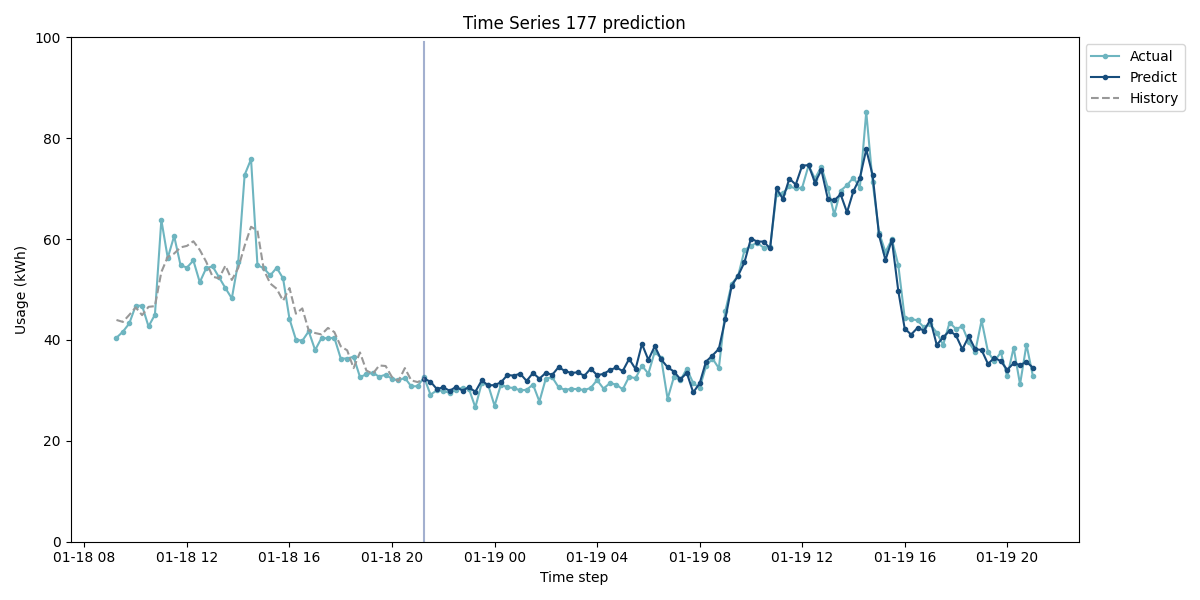 Time Series 177 prediction
Usage (kWh)
100
80
60
40
20
0
01-18 08
01-18 12
01-18 16
01-18 20
01-19 00
01-19 04
01-19 08
01-19 12
01-19 16
01-19 20
Time step
Actual
Predict
History